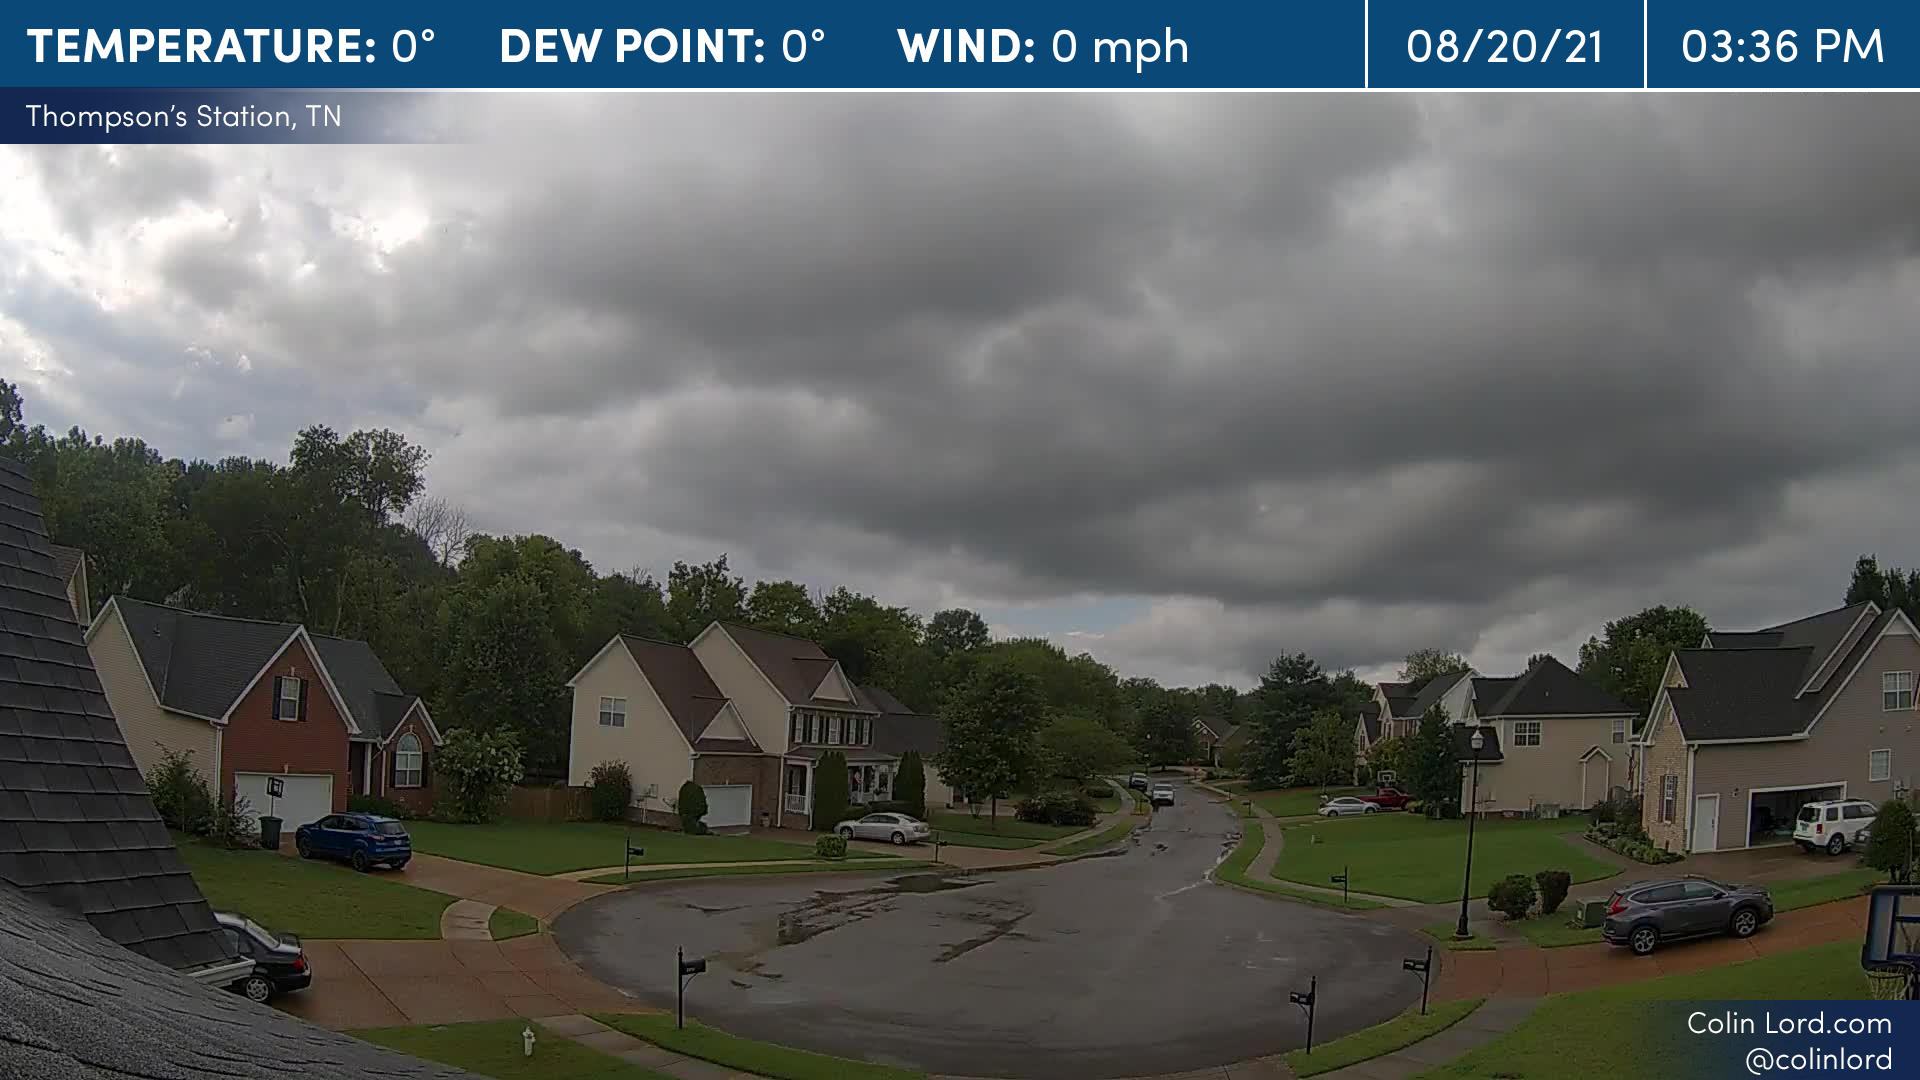 TEMPERATURE: 0° DEW POINT: 0° WIND: 0 mph 08/20/21 03:36 PM
Thompson's Station, TN
Colin Lord.com
@colinlord